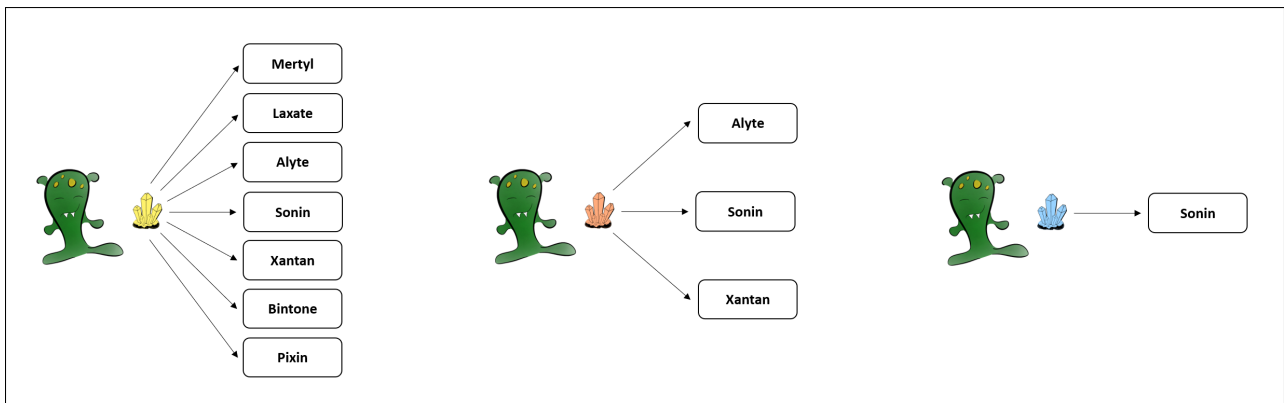 Mertyl
Laxate
Alyte
Sonin
Xantan
Bintone
Pixin
Alyte
Sonin
Xantan
Sonin